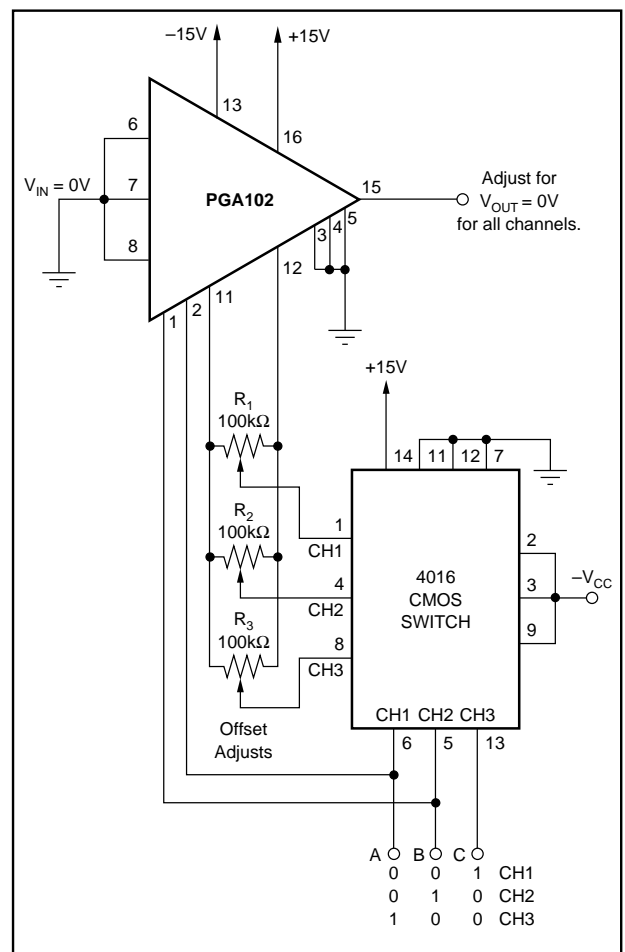 –15V
+15V
13
16
6
VIN = 0V
7
PGA102
15
Adjust for
VOUT = 0V
for all channels.
8
3
4
5
12
11
2
1
+15V
R1
100kΩ
14
11
12
7
R2
100kΩ
1
CH1
2
4
CH2
4016
CMOS
SWITCH
3
–VCC
R3
100kΩ
8
CH3
9
Offset
Adjusts
CH1 CH2 CH3
6 5 13
A B C
0 0 1 CH1
0 1 0 CH2
1 0 0 CH3